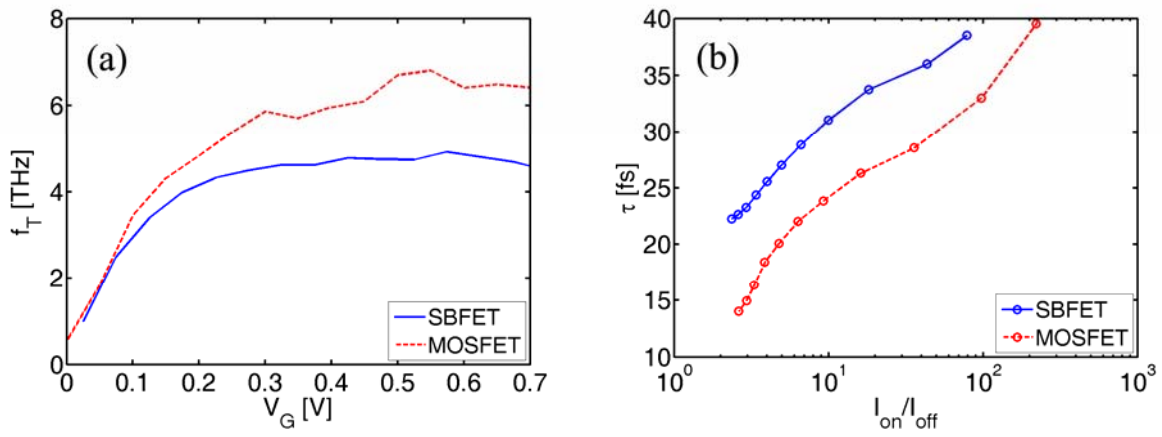 (a)
f_T [THz]
8
6
4
2
0
0 0.1 0.2 0.3 0.4 0.5 0.6 0.7
V_G [V]
SBFET
MOSFET
(b)
τ [fs]
40
35
30
25
20
15
10
10^0 10^1 10^2 10^3
I_on/I_off
SBFET
MOSFET